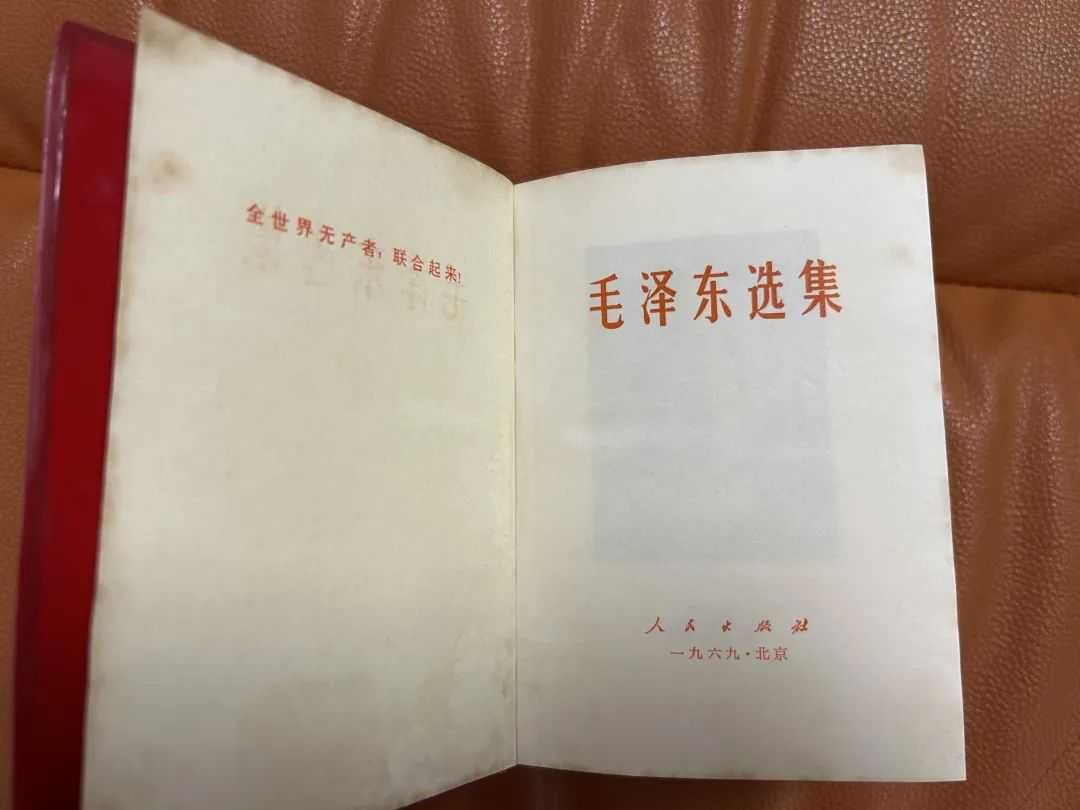 全世界无产者，联合起来！
毛泽东选集
人民出版社
一九六九·北京